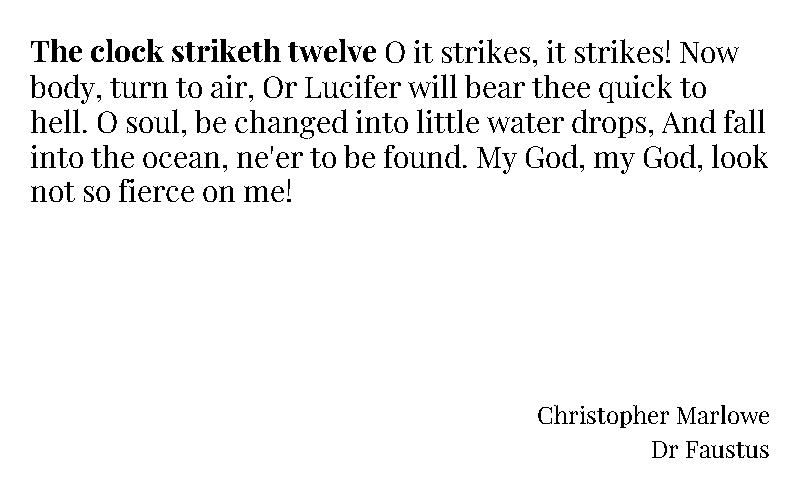 The clock striketh twelve O it strikes, it strikes! Now
body, turn to air, Or Lucifer will bear thee quick to
hell. O soul, be changed into little water drops, And fall
into the ocean, ne'er to be found. My God, my God, look
not so fierce on me!
Christopher Marlowe
Dr Faustus